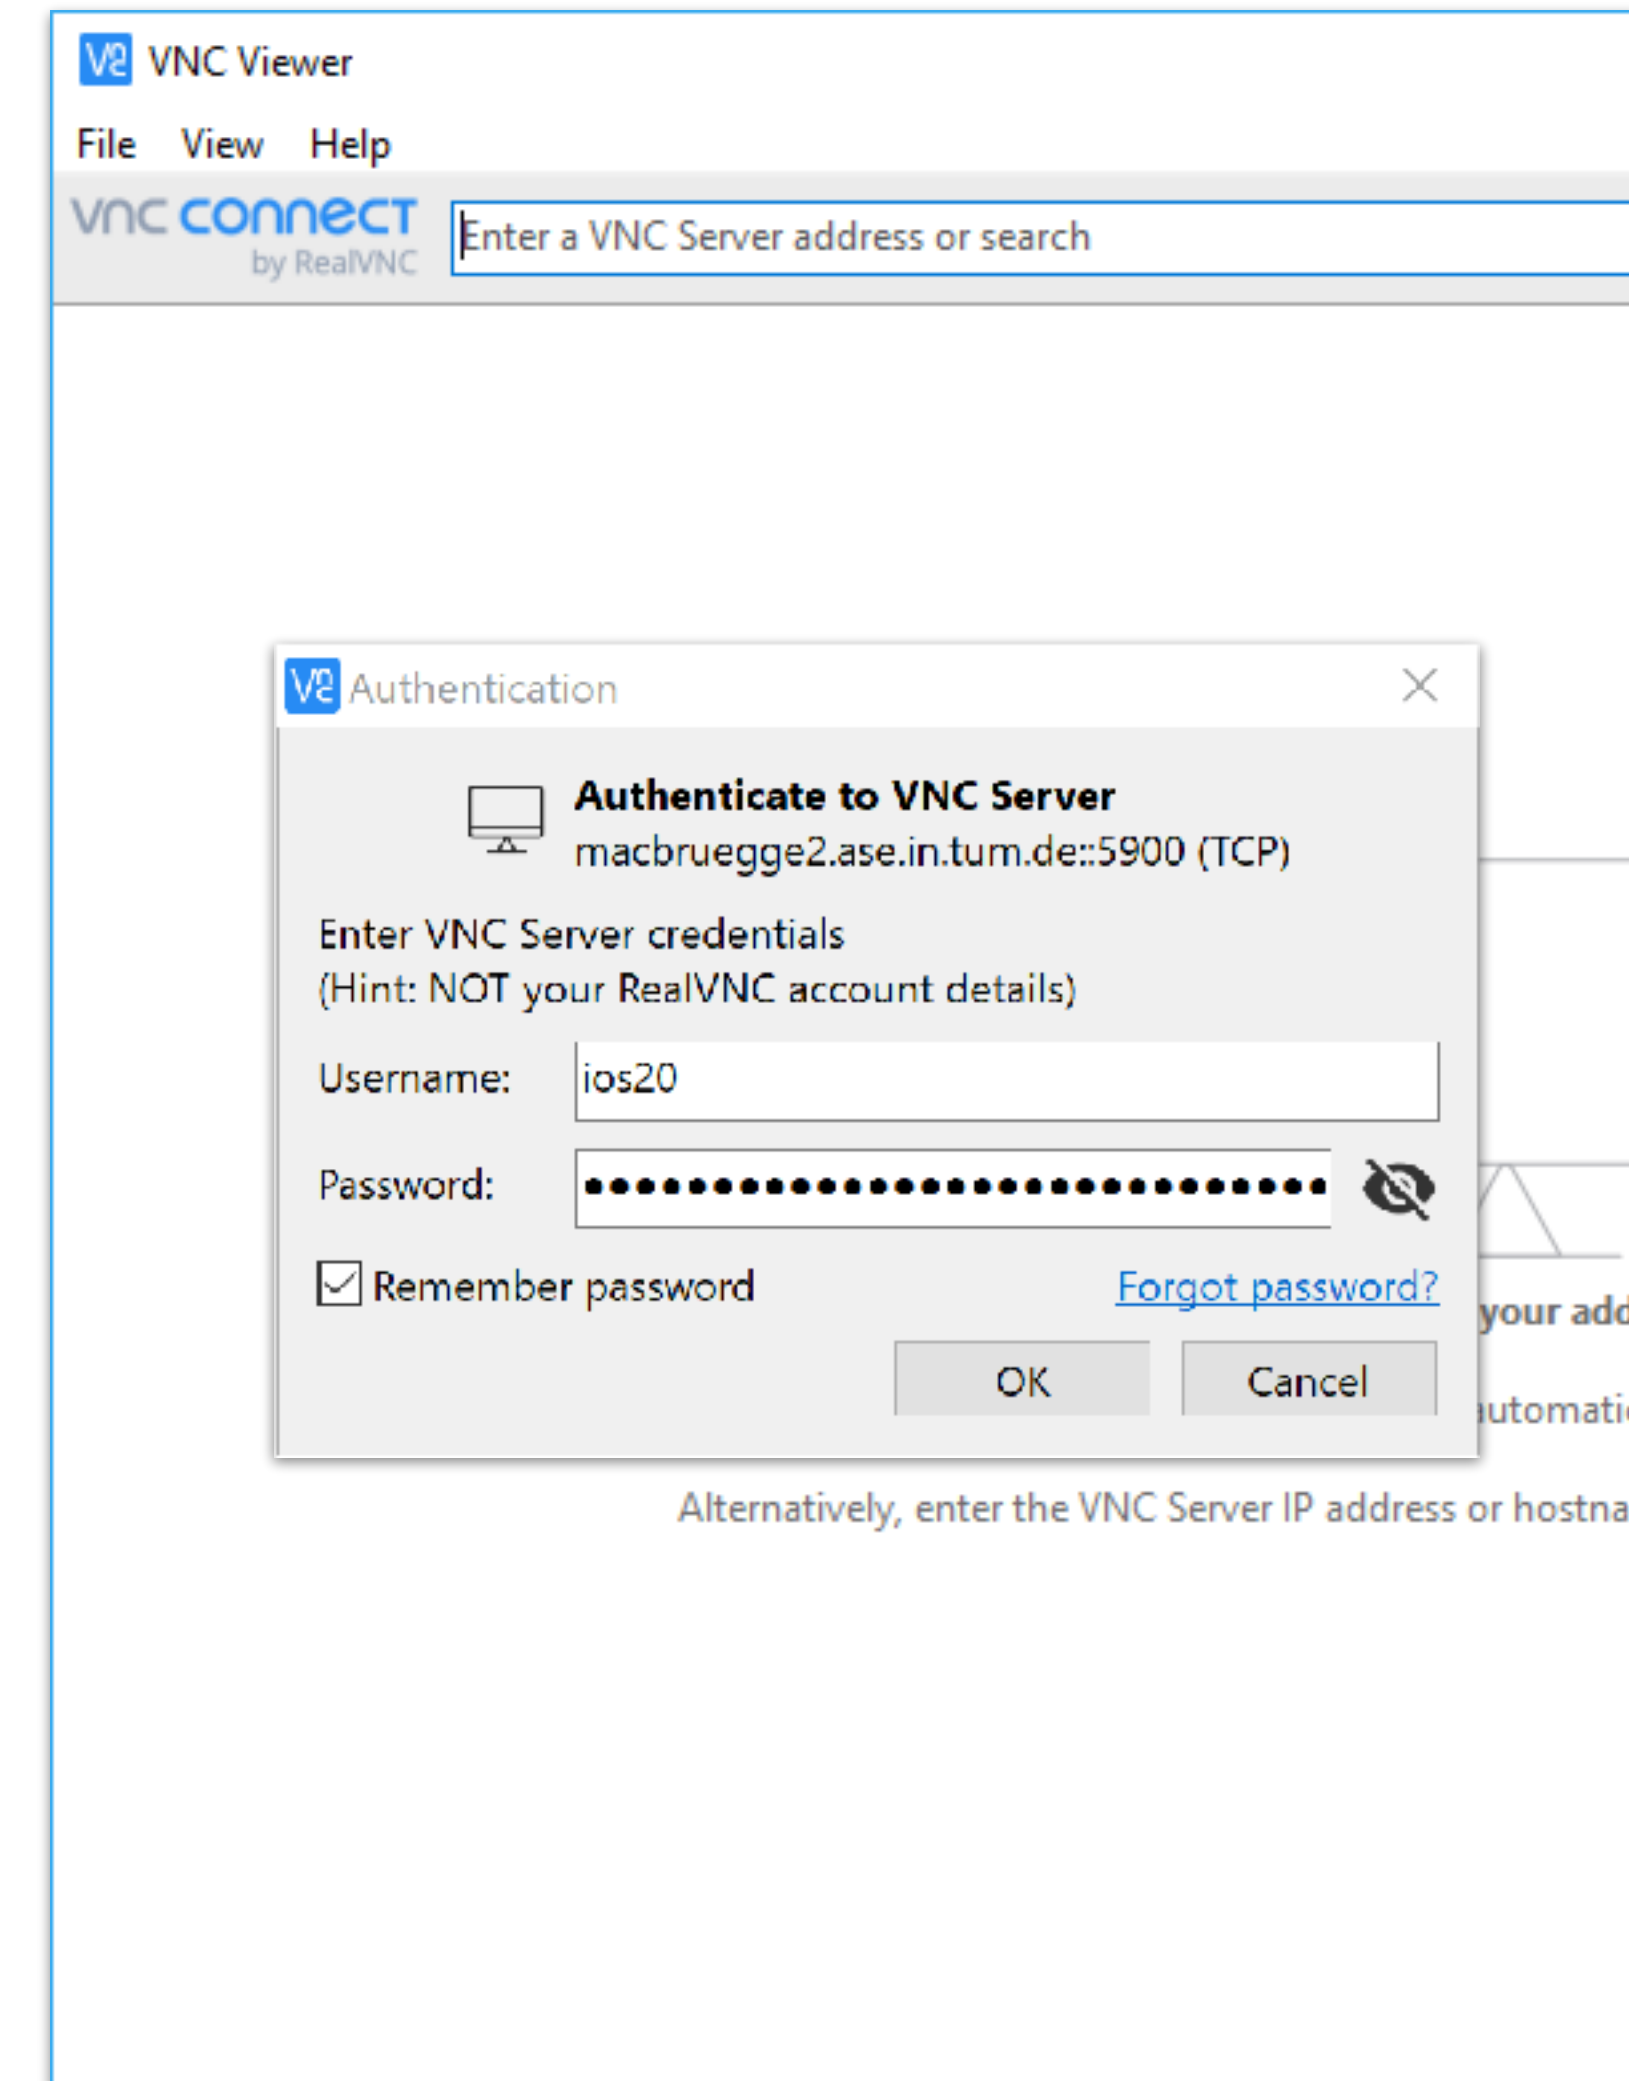 VNC Viewer
File View Help
vnc connect
by RealVNC
Enter a VNC Server address or search
Authentication
Authenticate to VNC Server
macbruegge2.ase.in.tum.de::5900 (TCP)
Enter VNC Server credentials
(Hint: NOT your RealVNC account details)
Username: ios20
Password: ●●●●●●●●●●●●●●●●●●●●●●●●●●●●●
Remember password Forgot password?
your add
OK Cancel
automati
Alternatively, enter the VNC Server IP address or hostna